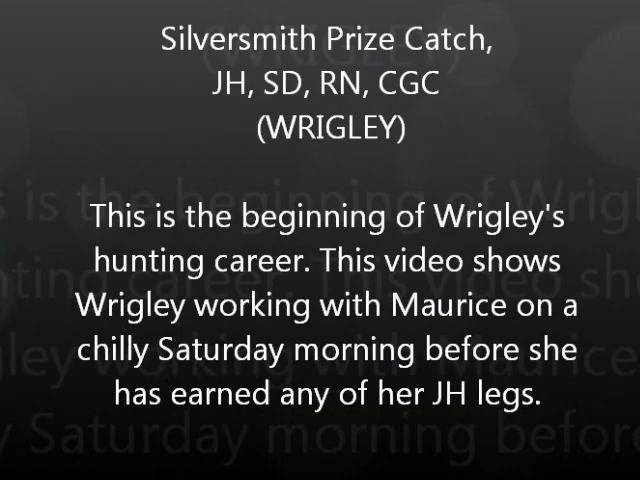 Silversmith Prize Catch,
JH, SD, RN, CGC
(WRIGLEY)
This is the beginning of Wrigley's
hunting career. This video shows
Wrigley working with Maurice on a
chilly Saturday morning before she
has earned any of her JH legs.